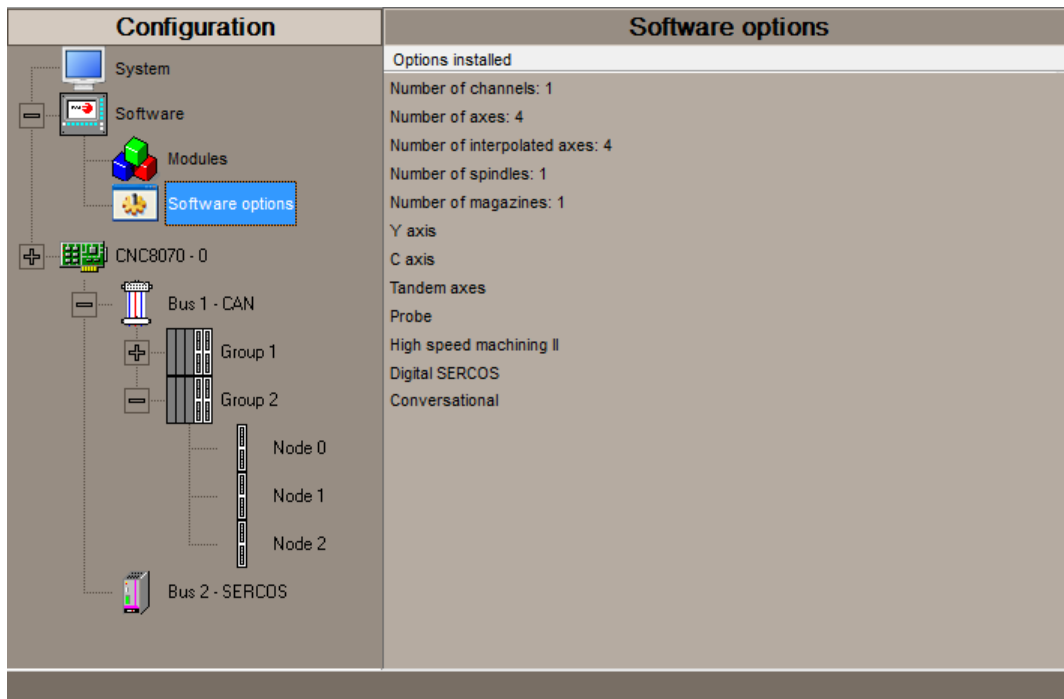 Configuration
System
Software
Modules
Software options
CNC8070 - 0
Bus 1 - CAN
Group 1
Group 2
Node 0
Node 1
Node 2
Bus 2 - SERCOS
Software options
Options installed
Number of channels: 1
Number of axes: 4
Number of interpolated axes: 4
Number of spindles: 1
Number of magazines: 1
Y axis
C axis
Tandem axes
Probe
High speed machining II
Digital SERCOS
Conversational